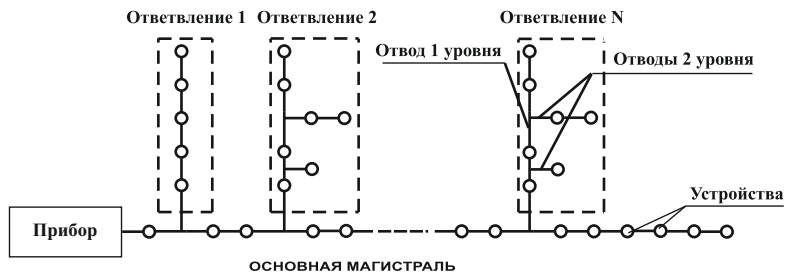 Ответвление 1
Ответвление 2
Ответвление N
Отвод 1 уровня
Отводы 2 уровня
Устройства
Прибор
ОСНОВНАЯ МАГИСТРАЛЬ